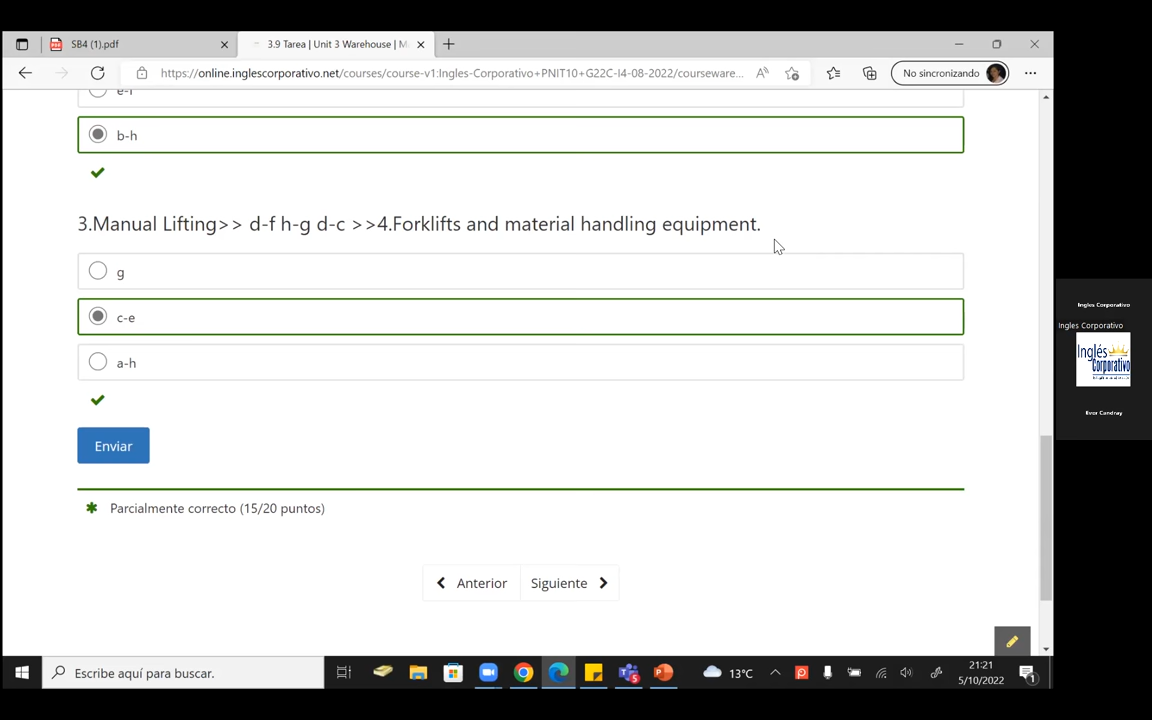 SB4 (1).pdf
3.9 Tarea | Unit 3 Warehouse | M
https://online.inglescorporativo.net/courses/course-v1:Ingles-Corporativo+PNIT10+G22C-I4-08-2022/courseware...
No sincronizando
e-f
b-h
3.Manual Lifting>> d-f h-g d-c >>4.Forklifts and material handling equipment.
g
c-e
a-h
Enviar
Parcialmente correcto (15/20 puntos)
Anterior
Siguiente
Ingles Corporativo
Ingles Corporativo
Inglés
Corporativo
Ever Candray
Escribe aquí para buscar.
13°C
21:21
5/10/2022
1